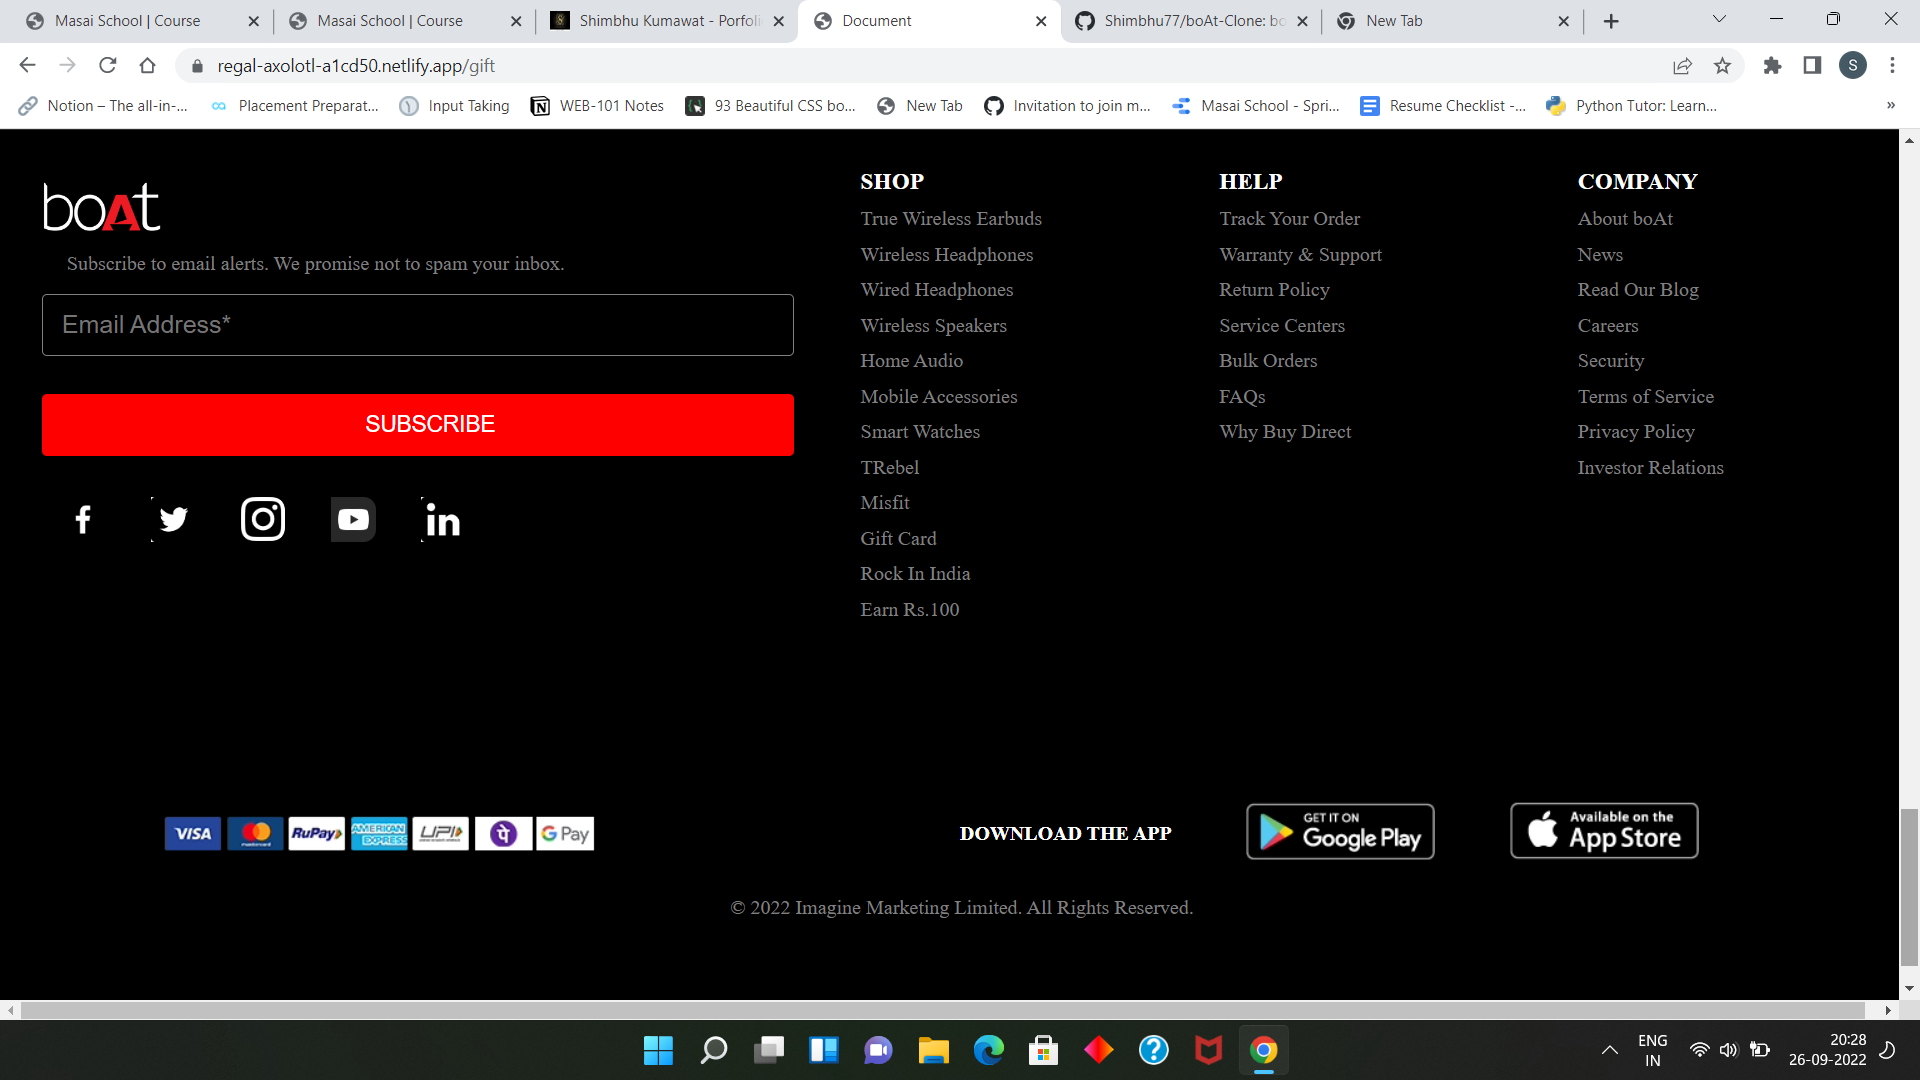 Masai School | Course
Masai School | Course
Shimbhu Kumawat - Porfoli
Document
Shimbhu77/boAt-Clone: bo
New Tab
regal-axolotl-a1cd50.netlify.app/gift
S
Notion – The all-in-...
Placement Preparat...
Input Taking
WEB-101 Notes
93 Beautiful CSS bo...
New Tab
Invitation to join m...
Masai School - Spri...
Resume Checklist -...
Python Tutor: Learn...
»
boAt
Subscribe to email alerts. We promise not to spam your inbox.
Email Address*
SUBSCRIBE
SHOP
True Wireless Earbuds
Wireless Headphones
Wired Headphones
Wireless Speakers
Home Audio
Mobile Accessories
Smart Watches
TRebel
Misfit
Gift Card
Rock In India
Earn Rs.100
HELP
Track Your Order
Warranty & Support
Return Policy
Service Centers
Bulk Orders
FAQs
Why Buy Direct
COMPANY
About boAt
News
Read Our Blog
Careers
Security
Terms of Service
Privacy Policy
Investor Relations
VISA
mastercard
RuPay
AMERICAN EXPRESS
UPI
पे
G Pay
DOWNLOAD THE APP
GET IT ON
Google Play
Available on the
App Store
© 2022 Imagine Marketing Limited. All Rights Reserved.
ENG
IN
20:28
26-09-2022